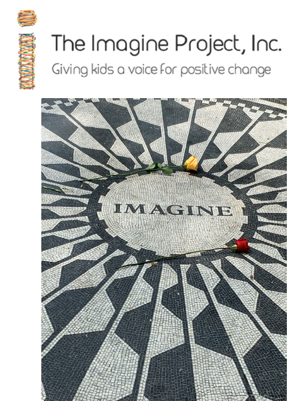 The Imagine Project, Inc.
Giving kids a voice for positive change
IMAGINE